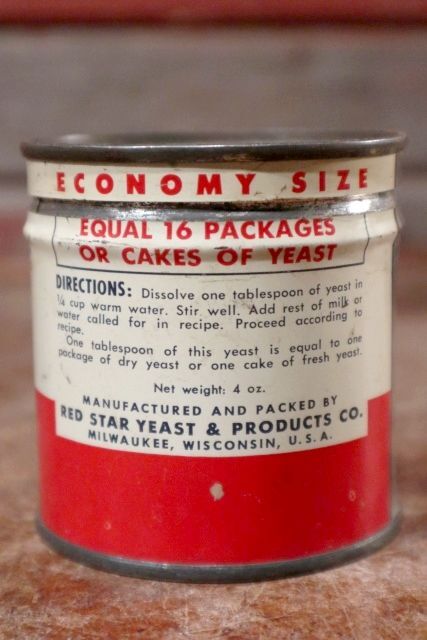 ECONOMY SIZE
EQUAL 16 PACKAGES
OR CAKES OF YEAST
DIRECTIONS: Dissolve one tablespoon of yeast in
1/4 cup warm water. Stir well. Add rest of milk or
water called for in recipe. Proceed according to
recipe.
One tablespoon of this yeast is equal to one
package of dry yeast or one cake of fresh yeast.
Net weight: 4 oz.
MANUFACTURED AND PACKED BY
RED STAR YEAST & PRODUCTS CO.
MILWAUKEE, WISCONSIN, U.S.A.